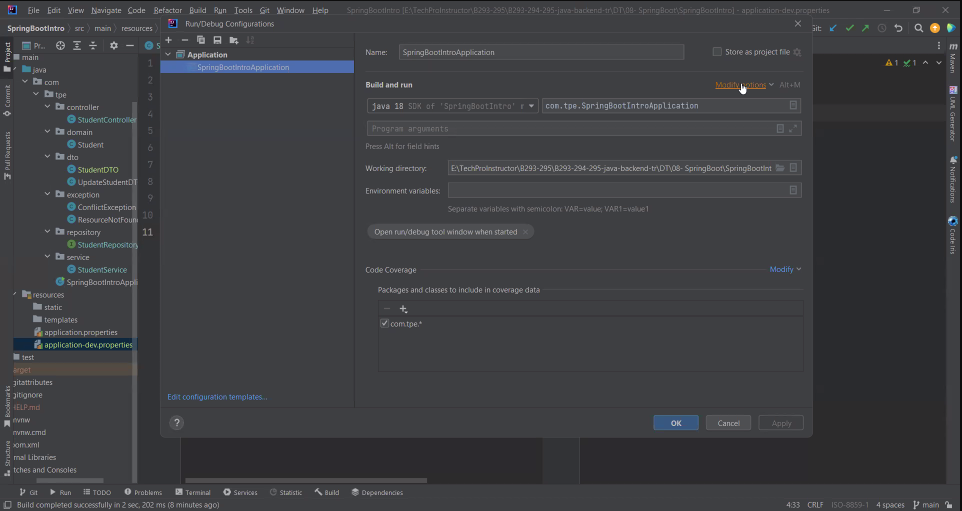 File Edit View Navigate Code Refactor Build Run Tools Git Window Help SpringBootIntro [E:\TechProInstructor\B293-295\B293-294-295-java-backend-tr\DT\08- SpringBoot\SpringBootIntro] - application-dev.properties
SpringBootIntro src main resources
Git:
Run/Debug Configurations
Project
Commit
Pull Requests
Bookmarks
Structure
Pr...
main
java
com
tpe
controller
StudentController
domain
Student
dto
StudentDTO
UpdateStudentDT
exception
ConflictException
ResourceNotFoun
repository
StudentRepository
service
StudentService
SpringBootIntroAppli
resources
static
templates
application.properties
application-dev.properties
test
arget
gitattributes
gitignore
HELP.md
nvnw
nvnw.cmd
om.xml
rnal Libraries
tches and Consoles
1
2
3
4
5
6
7
8
9
10
11
Application
SpringBootIntroApplication
Edit configuration templates...
Name: SpringBootIntroApplication
Store as project file
Build and run
Modify options Alt+M
java 18 SDK of 'SpringBootIntro' r
com.tpe.SpringBootIntroApplication
Program arguments
Press Alt for field hints
Working directory: E:\TechProInstructor\B293-295\B293-294-295-java-backend-tr\DT\08- SpringBoot\SpringBootInt
Environment variables:
Separate variables with semicolon: VAR=value; VAR1=value1
Open run/debug tool window when started
Code Coverage
Modify
Packages and classes to include in coverage data
com.tpe.*
?
OK
Cancel
Apply
1 1
m
Maven
UML Generator
Notifications
Code Iris
Git Run TODO Problems Terminal Services Statistic Build Dependencies
Build completed successfully in 2 sec, 202 ms (8 minutes ago)
4:33 CRLF ISO-8859-1 4 spaces main